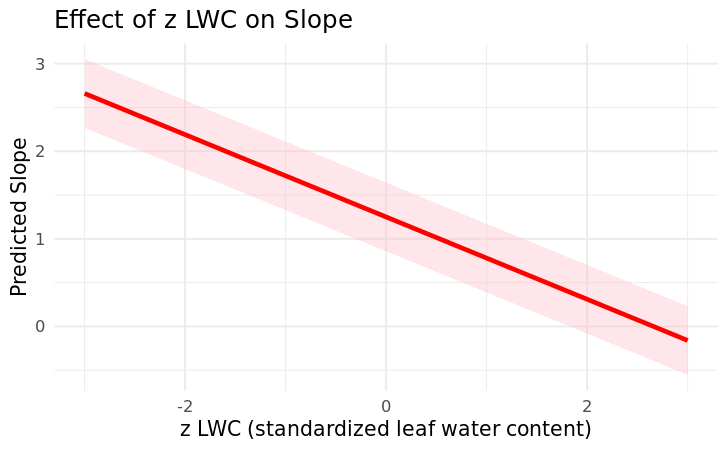 Effect of z LWC on Slope
Predicted Slope
3
2
1
0
-2 0 2
z LWC (standardized leaf water content)